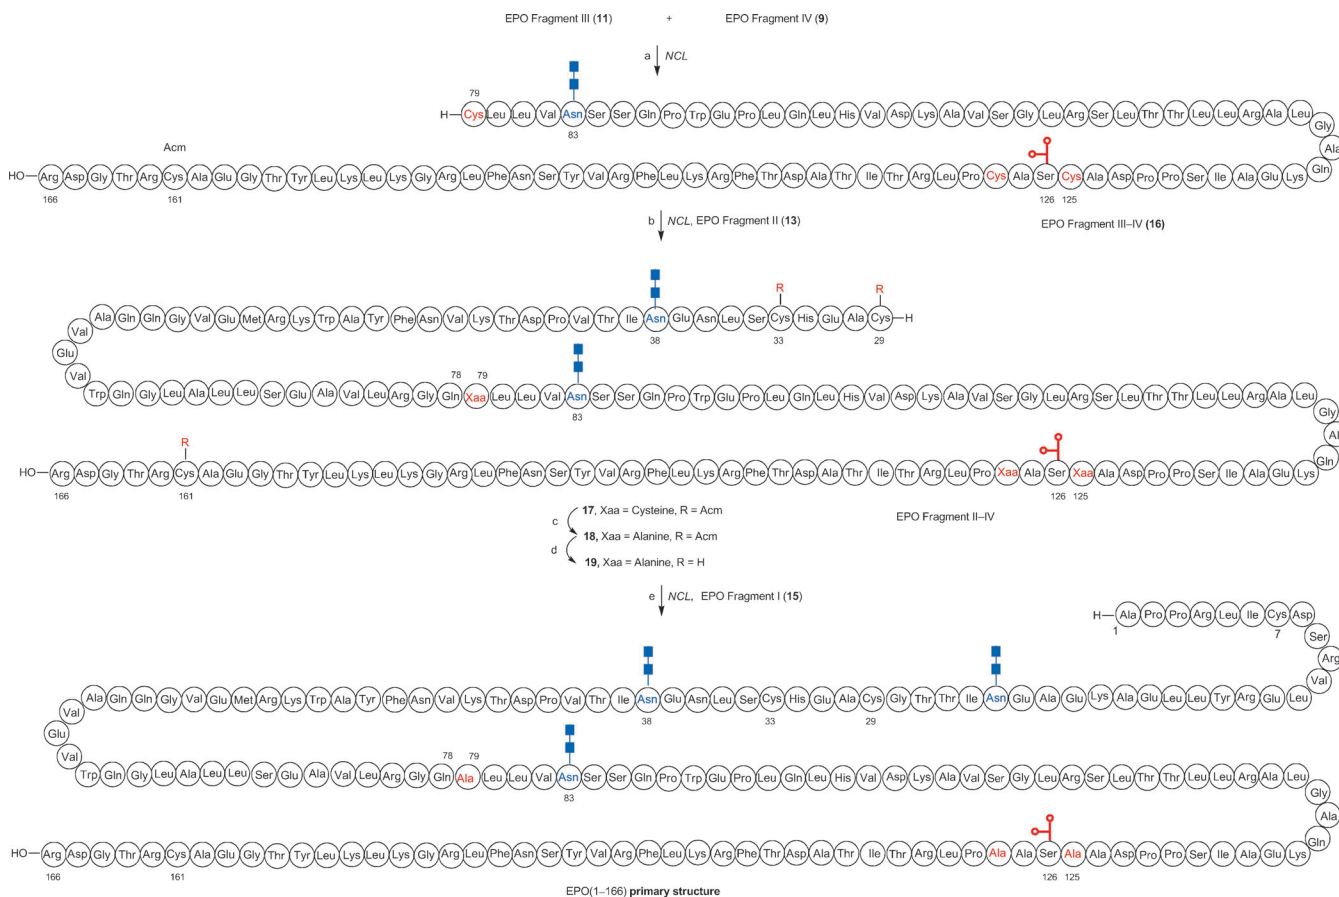 EPO Fragment III (11) + EPO Fragment IV (9)
a NCL
79
H Cys Leu Leu Val Asn Ser Ser Gln Pro Trp Glu Pro Leu Gln Leu His Val Asp Lys Ala Val Ser Gly Leu Arg Ser Leu Thr Thr Leu Leu Arg Ala Leu
83
Gly
Ala
Gln
Acm
HO Arg Asp Gly Thr Arg Cys Ala Glu Gly Thr Tyr Leu Lys Leu Lys Gly Arg Leu Phe Asn Ser Tyr Val Arg Phe Leu Lys Arg Phe Thr Asp Ala Thr Ile Thr Arg Leu Pro Cys Ala Ser Cys Ala Asp Pro Pro Ser Ile Ala Glu Lys
166 161 126 125
b NCL, EPO Fragment II (13)
EPO Fragment III–IV (16)
R R
Ala Gln Gln Gly Val Glu Met Arg Lys Trp Ala Tyr Phe Asn Val Lys Thr Asp Pro Val Thr Ile Asn Glu Asn Leu Ser Cys His Glu Ala Cys H
38 33 29
Val
Glu
Val
78 79
Trp Gln Gly Leu Ala Leu Leu Ser Glu Ala Val Leu Arg Gly Gln Xaa Leu Leu Val Asn Ser Ser Gln Pro Trp Glu Pro Leu Gln Leu His Val Asp Lys Ala Val Ser Gly Leu Arg Ser Leu Thr Thr Leu Leu Arg Ala Leu
83
Gly
Ala
Gln
R
HO Arg Asp Gly Thr Arg Cys Ala Glu Gly Thr Tyr Leu Lys Leu Lys Gly Arg Leu Phe Asn Ser Tyr Val Arg Phe Leu Lys Arg Phe Thr Asp Ala Thr Ile Thr Arg Leu Pro Xaa Ala Ser Xaa Ala Asp Pro Pro Ser Ile Ala Glu Lys
166 161 126 125
17, Xaa = Cysteine, R = Acm
EPO Fragment II–IV
c
18, Xaa = Alanine, R = Acm
d
19, Xaa = Alanine, R = H
e NCL, EPO Fragment I (15)
H Ala Pro Pro Arg Leu Ile Cys Asp
1 7
Ser
Arg
Val
Ala Gln Gln Gly Val Glu Met Arg Lys Trp Ala Tyr Phe Asn Val Lys Thr Asp Pro Val Thr Ile Asn Glu Asn Leu Ser Cys His Glu Ala Cys Gly Thr Thr Ile Asn Glu Ala Glu Lys Ala Glu Leu Leu Tyr Arg Glu Leu
38 33 29
Val
Glu
Val
78 79
Trp Gln Gly Leu Ala Leu Leu Ser Glu Ala Val Leu Arg Gly Gln Ala Leu Leu Val Asn Ser Ser Gln Pro Trp Glu Pro Leu Gln Leu His Val Asp Lys Ala Val Ser Gly Leu Arg Ser Leu Thr Thr Leu Leu Arg Ala Leu
83
Gly
Ala
Gln
HO Arg Asp Gly Thr Arg Cys Ala Glu Gly Thr Tyr Leu Lys Leu Lys Gly Arg Leu Phe Asn Ser Tyr Val Arg Phe Leu Lys Arg Phe Thr Asp Ala Thr Ile Thr Arg Leu Pro Ala Ala Ser Ala Ala Asp Pro Pro Ser Ile Ala Glu Lys
166 161 126 125
EPO(1–166) primary structure